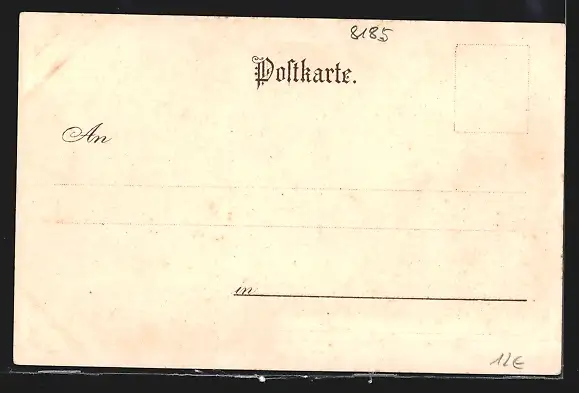 8185
Postkarte.
An
in
12€